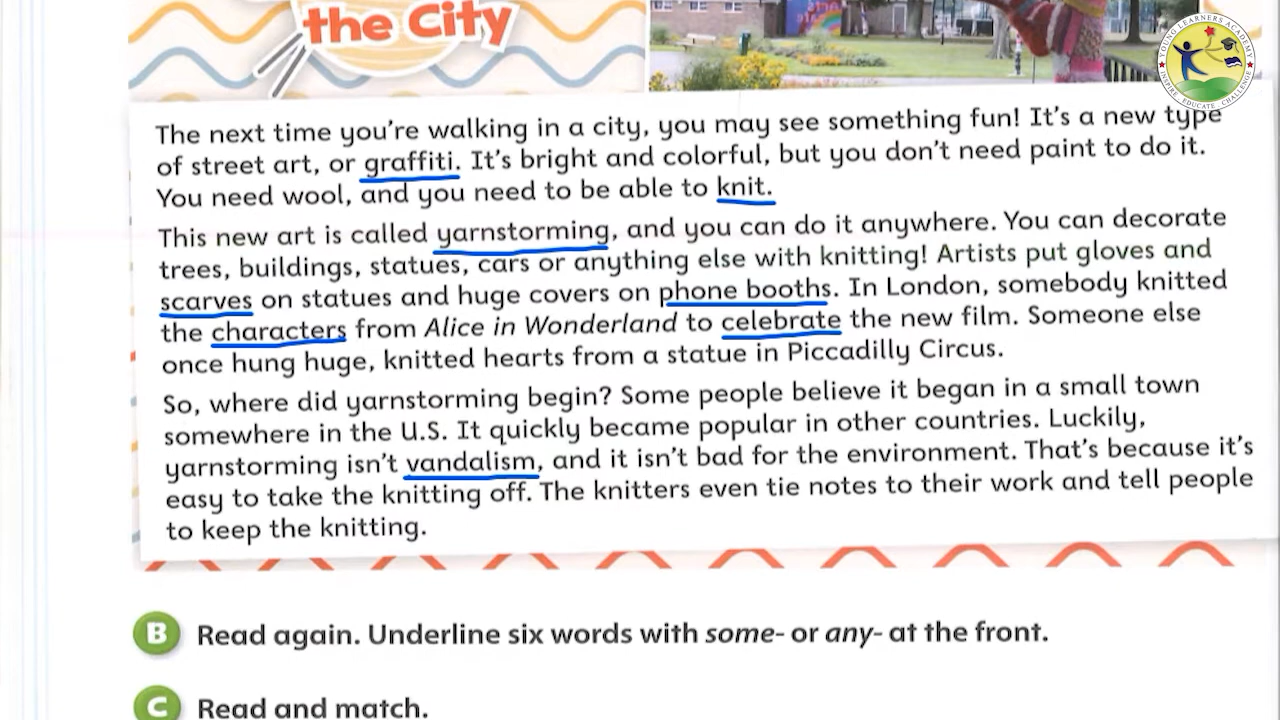 the City
YOUNG LEARNERS ACADEMY
INSPIRE EDUCATE CHALLENGE
The next time you're walking in a city, you may see something fun! It's a new type
of street art, or graffiti. It's bright and colorful, but you don't need paint to do it.
You need wool, and you need to be able to knit.
This new art is called yarnstorming, and you can do it anywhere. You can decorate
trees, buildings, statues, cars or anything else with knitting! Artists put gloves and
scarves on statues and huge covers on phone booths. In London, somebody knitted
the characters from Alice in Wonderland to celebrate the new film. Someone else
once hung huge, knitted hearts from a statue in Piccadilly Circus.
So, where did yarnstorming begin? Some people believe it began in a small town
somewhere in the U.S. It quickly became popular in other countries. Luckily,
yarnstorming isn't vandalism, and it isn't bad for the environment. That's because it's
easy to take the knitting off. The knitters even tie notes to their work and tell people
to keep the knitting.
B Read again. Underline six words with some- or any- at the front.
C Read and match.